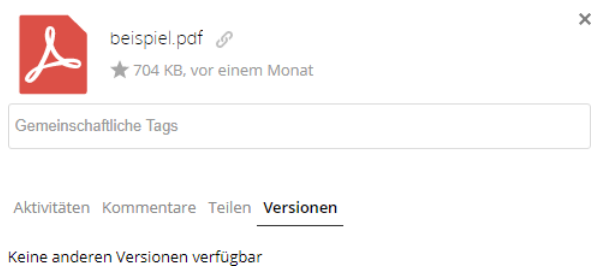 beispiel.pdf
704 KB, vor einem Monat
Gemeinschaftliche Tags
Aktivitäten Kommentare Teilen Versionen
Keine anderen Versionen verfügbar